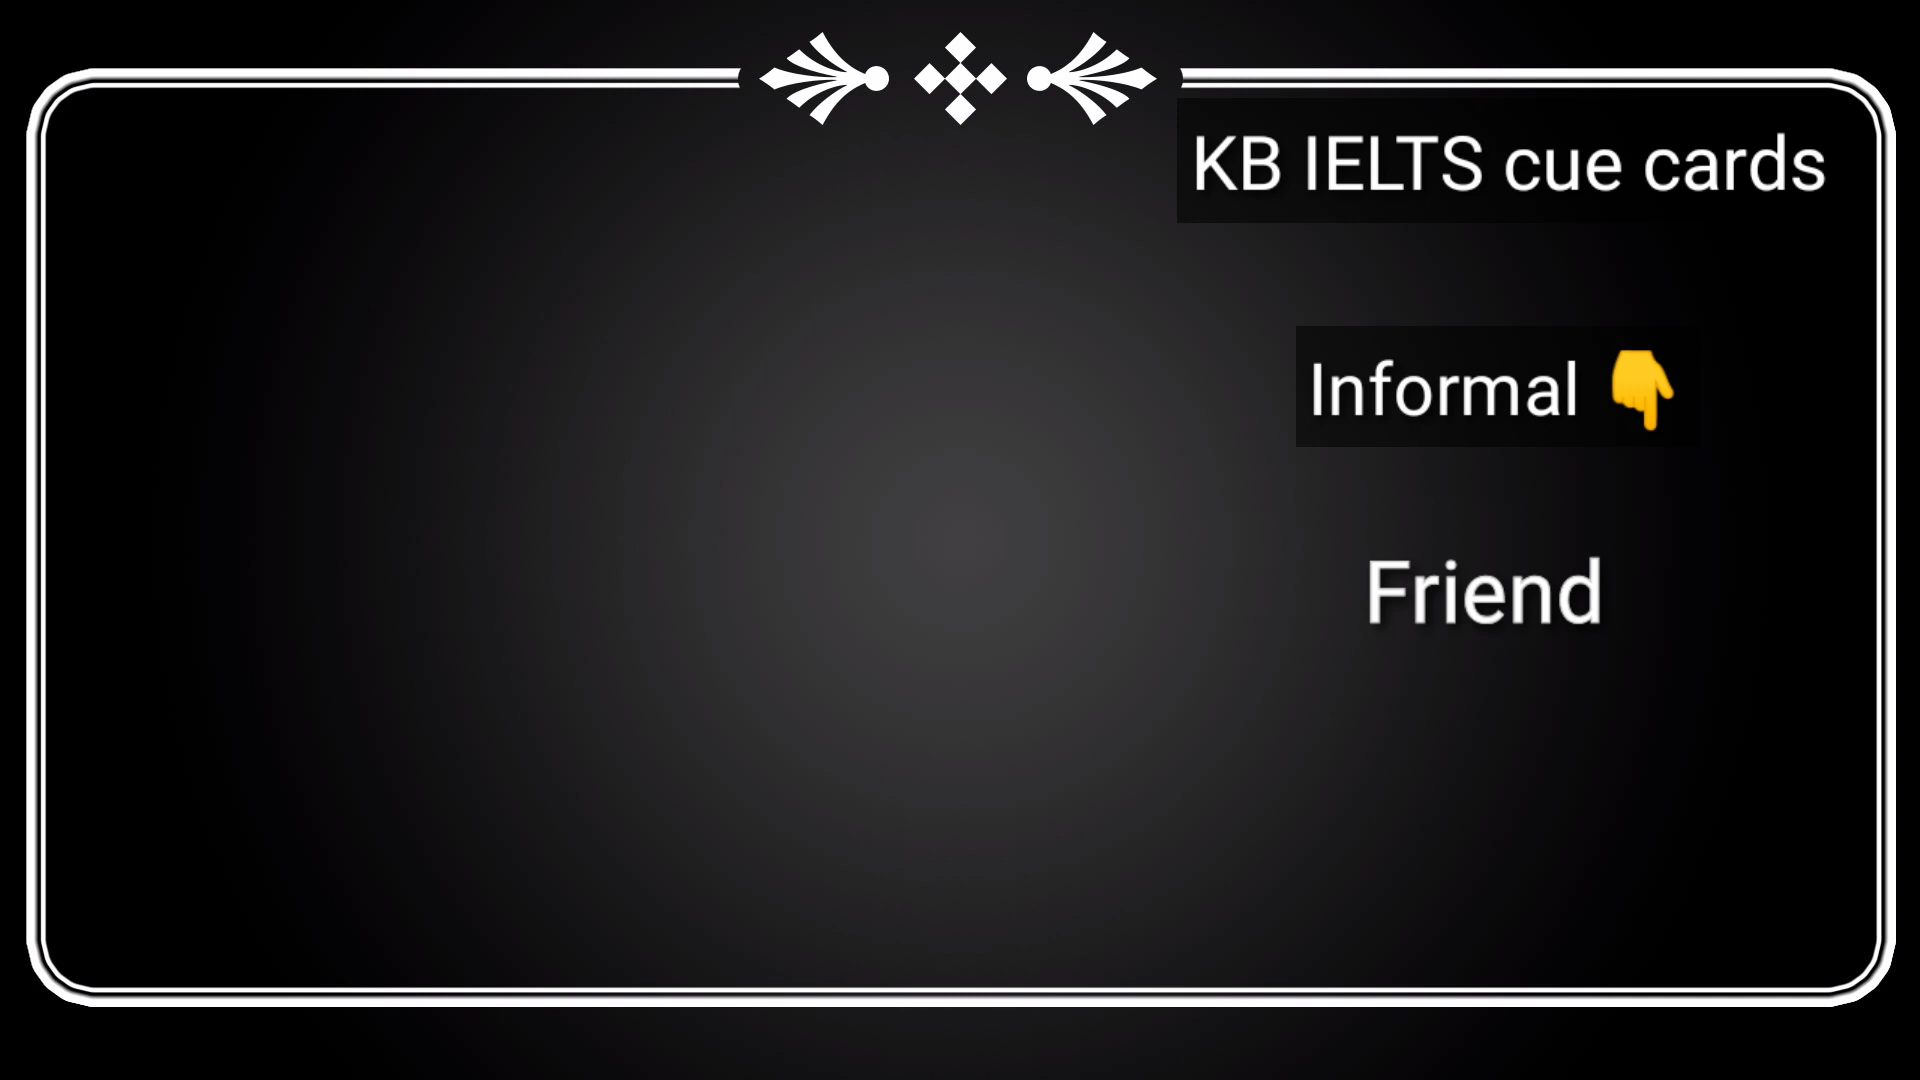 KB IELTS cue cards
Informal 👇
Friend